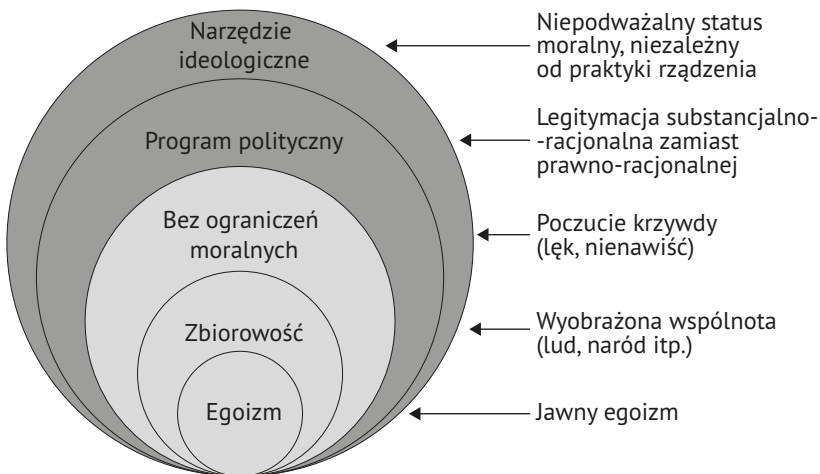 Narzędzie
ideologiczne
Niepodważalny status
moralny, niezależny
od praktyki rządzenia
Program polityczny
Legitymacja substancjalno-
-racjonalna zamiast
prawno-racjonalnej
Bez ograniczeń
moralnych
Poczucie krzywdy
(lęk, nienawiść)
Zbiorowość
Wyobrażona wspólnota
(lud, naród itp.)
Egoizm
Jawny egoizm